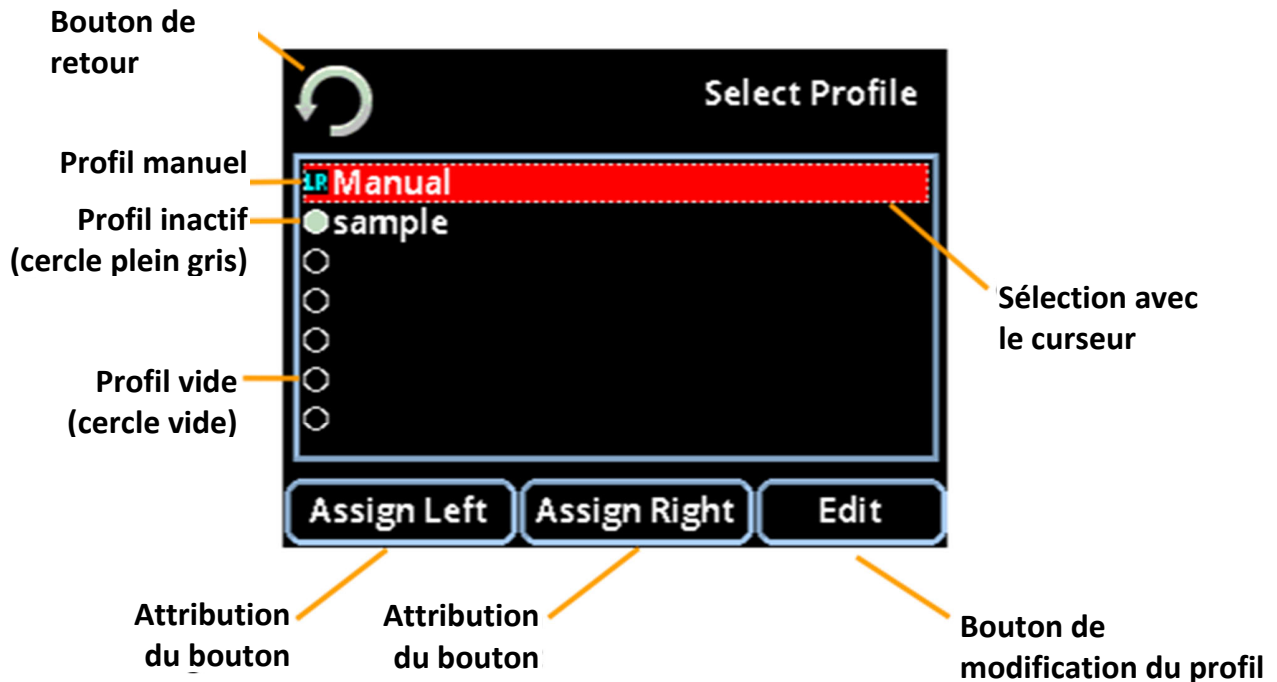 Bouton de
retour
Select Profile
Profil manuel
LR Manual
Profil inactif
(cercle plein gris)
sample
Sélection avec
le curseur
Profil vide
(cercle vide)
Assign Left
Assign Right
Edit
Attribution
du bouton
Attribution
du bouton
Bouton de
modification du profil